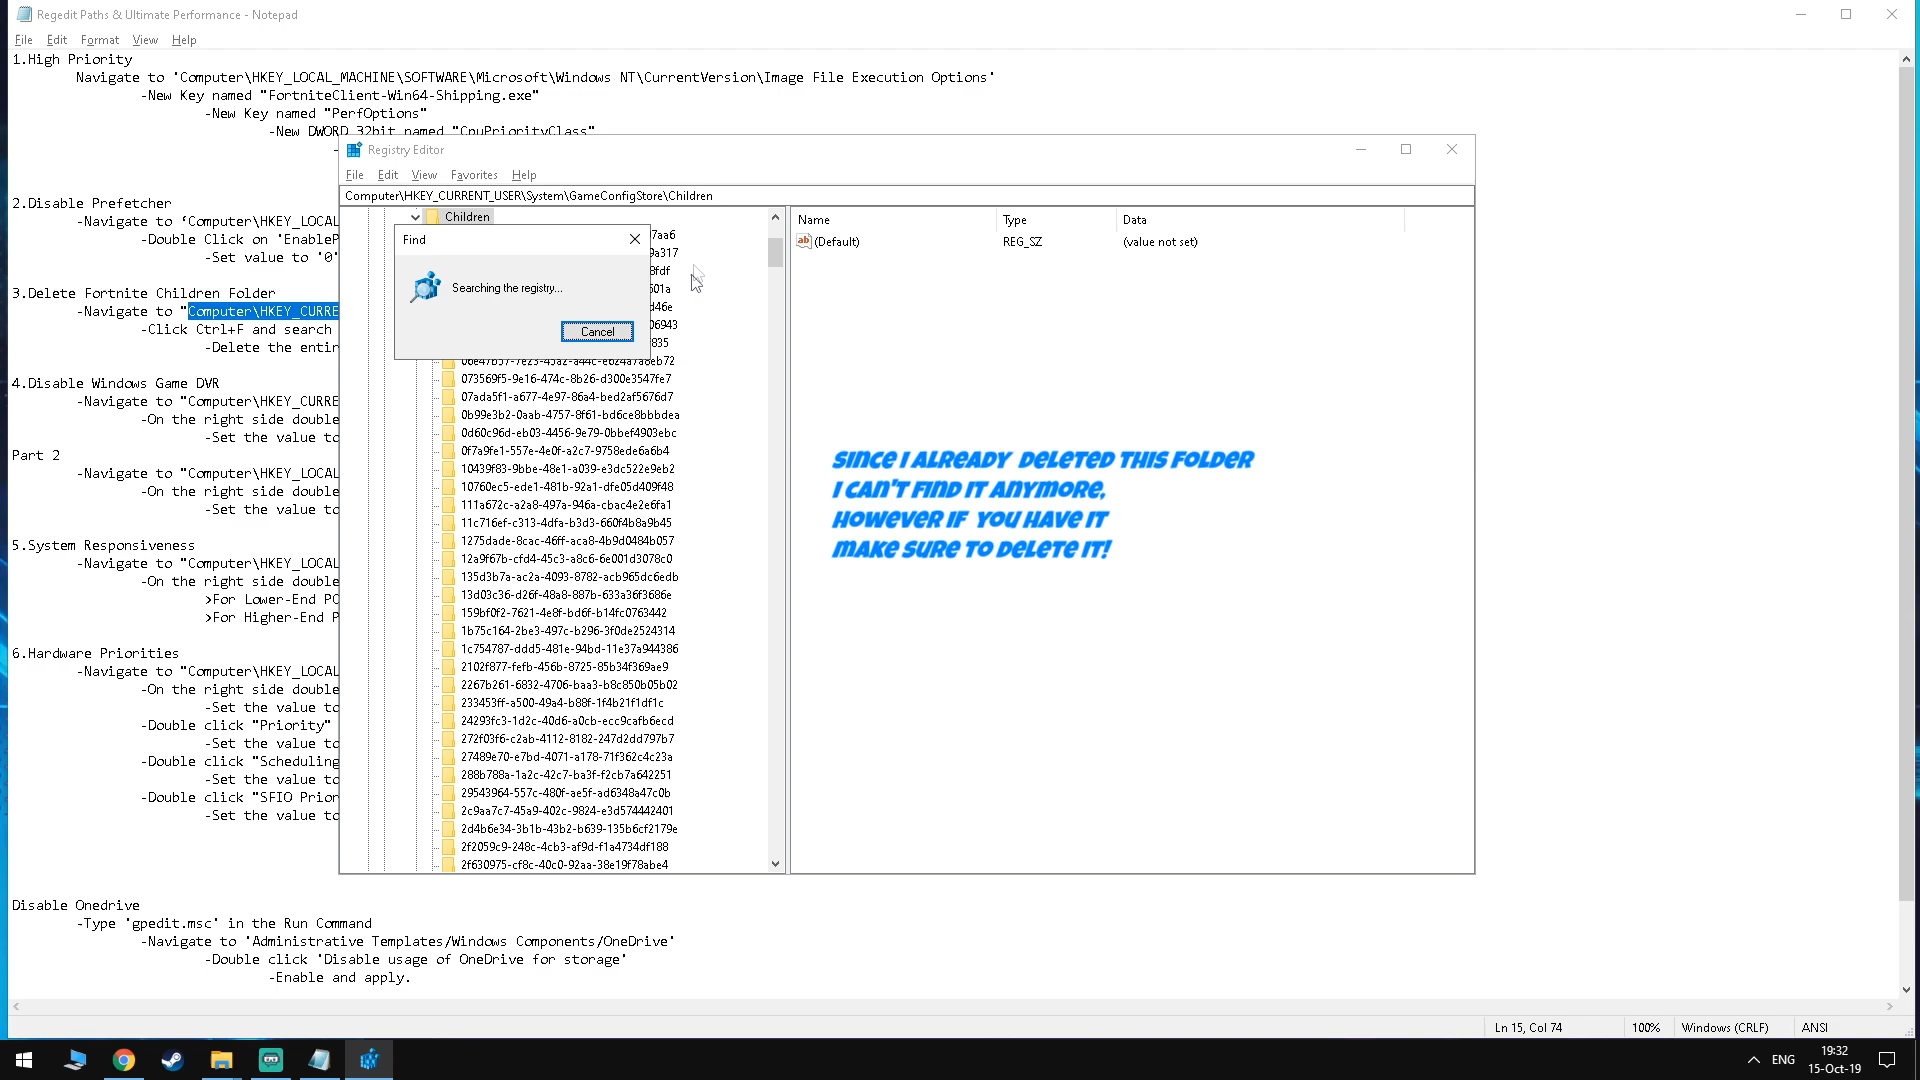 Regedit Paths & Ultimate Performance - Notepad
File Edit Format View Help
1.High Priority
Navigate to 'Computer\HKEY_LOCAL_MACHINE\SOFTWARE\Microsoft\Windows NT\CurrentVersion\Image File Execution Options'
-New Key named "FortniteClient-Win64-Shipping.exe"
-New Key named "PerfOptions"
-New DWORD 32bit named "CpuPriorityClass"
-
2.Disable Prefetcher
-Navigate to ‘Computer\HKEY_LOCAL
-Double Click on 'EnableP
-Set value to '0'
3.Delete Fortnite Children Folder
-Navigate to "Computer\HKEY_CURRE
-Click Ctrl+F and search
-Delete the entir
4.Disable Windows Game DVR
-Navigate to "Computer\HKEY_CURRE
-On the right side double
-Set the value to
Part 2
-Navigate to "Computer\HKEY_LOCAL
-On the right side double
-Set the value to
5.System Responsiveness
-Navigate to "Computer\HKEY_LOCAL
-On the right side double
>For Lower-End PC
>For Higher-End P
6.Hardware Priorities
-Navigate to "Computer\HKEY_LOCAL
-On the right side double
-Set the value to
-Double click "Priority"
-Set the value to
-Double click "Scheduling
-Set the value to
-Double click "SFIO Prior
-Set the value to
Disable Onedrive
-Type 'gpedit.msc' in the Run Command
-Navigate to 'Administrative Templates/Windows Components/OneDrive'
-Double click 'Disable usage of OneDrive for storage'
-Enable and apply.
Registry Editor
File Edit View Favorites Help
Computer\HKEY_CURRENT_USER\System\GameConfigStore\Children
Children
7aa6
9a317
8fdf
601a
d46e
06943
835
06e47b57-7e23-45a2-a44c-e624a7a8eb72
073569f5-9e16-474c-8b26-d300e3547fe7
07ada5f1-a677-4e97-86a4-bed2af5676d7
0b99e3b2-0aab-4757-8f61-bd6ce8bbbdea
0d60c96d-eb03-4456-9e79-0bbef4903ebc
0f7a9fe1-557e-4e0f-a2c7-9758ede6a6b4
10439f83-9bbe-48e1-a039-e3dc522e9eb2
10760ec5-ede1-481b-92a1-dfe05d409f48
111a672c-a2a8-497a-946a-cbac4e2e6fa1
11c716ef-c313-4dfa-b3d3-660f4b8a9b45
1275dade-8cac-46ff-aca8-4b9d0484b057
12a9f67b-cfd4-45c3-a8c6-6e001d3078c0
135d3b7a-ac2a-4093-8782-acb965dc6edb
13d03c36-d26f-48a8-887b-633a36f3686e
159bf0f2-7621-4e8f-bd6f-b14fc0763442
1b75c164-2be3-497c-b296-3f0de2524314
1c754787-ddd5-481e-94bd-11e37a944386
2102f877-fefb-456b-8725-85b34f369ae9
2267b261-6832-4706-baa3-b8c850b05b02
233453ff-a500-49a4-b88f-1f4b21f1df1c
24293fc3-1d2c-40d6-a0cb-ecc9cafb6ecd
272f03f6-c2ab-4112-8182-247d2dd797b7
27489e70-e7bd-4071-a178-71f362c4c23a
288b788a-1a2c-42c7-ba3f-f2cb7a642251
29543964-557c-480f-ae5f-ad6348a47c0b
2c9aa7c7-45a9-402c-9824-e3d574442401
2d4b6e34-3b1b-43b2-b639-135b6cf2179e
2f2059c9-248c-4cb3-af9d-f1a4734df188
2f630975-cf8c-40c0-92aa-38e19f78abe4
Find
Searching the registry...
Cancel
Name Type Data
(Default) REG_SZ (value not set)
Since I already deleted this folder
I can't find it anymore,
However if you have it
make sure to delete it!
Ln 15, Col 74 100% Windows (CRLF) ANSI
ENG
19:32
15-Oct-19